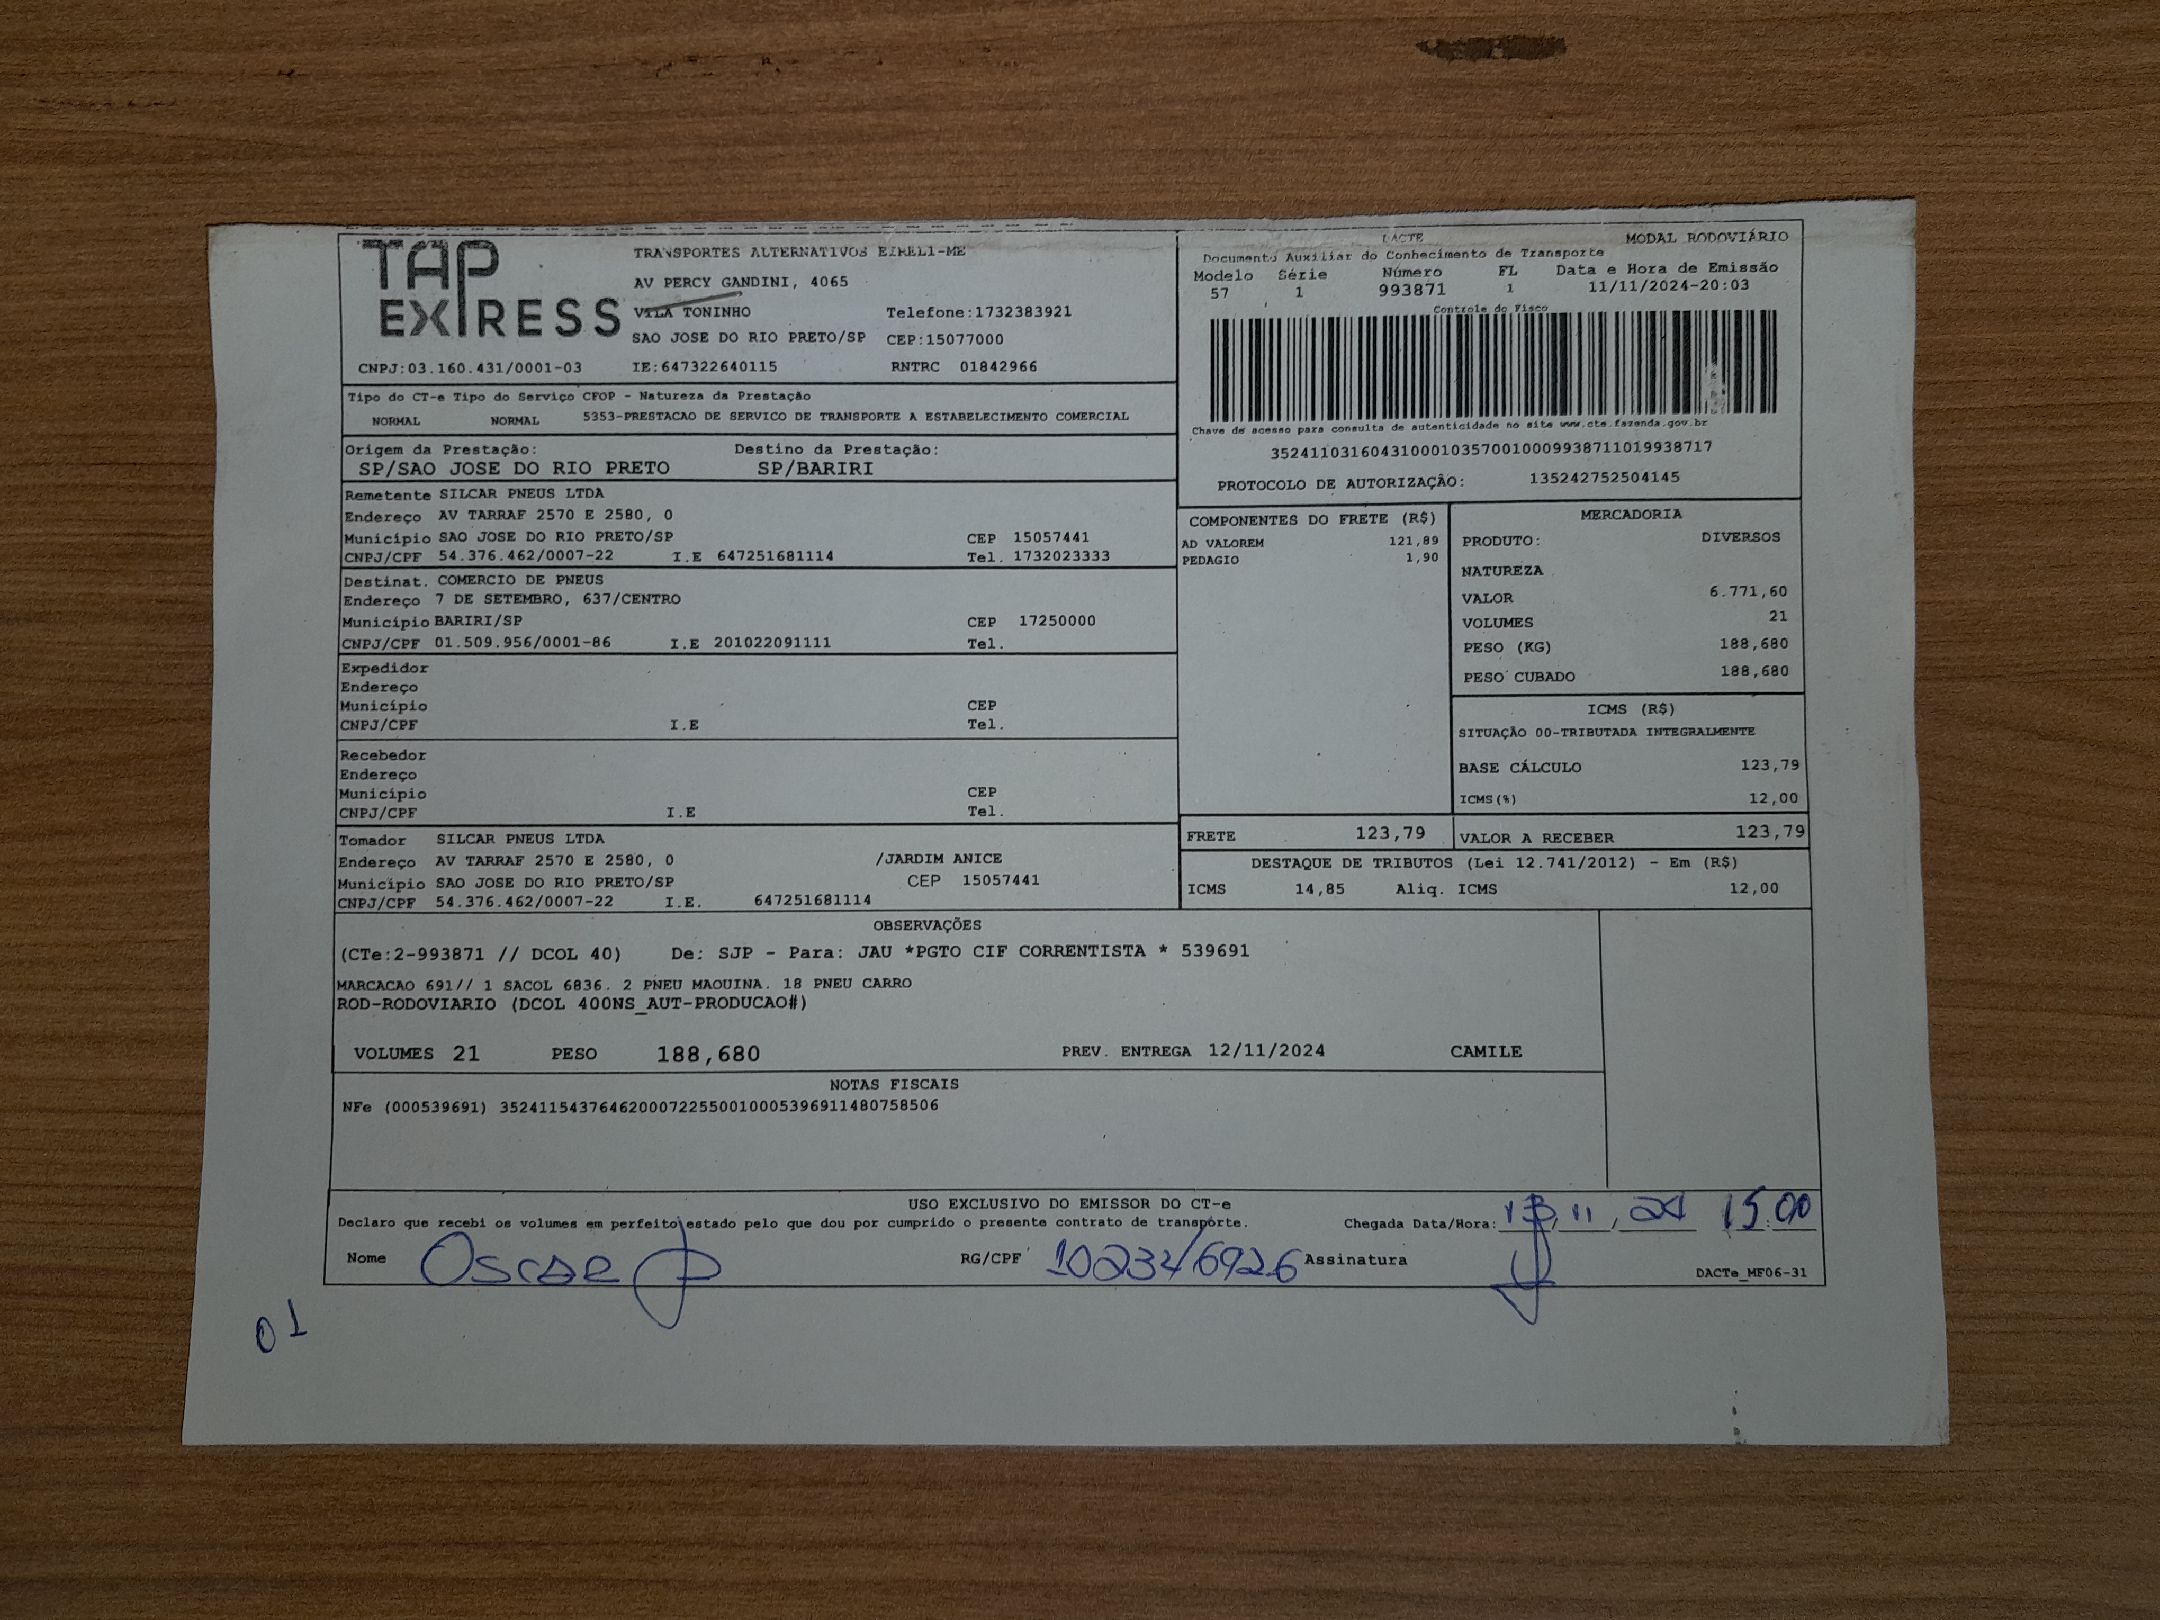 TAP EXPRESS
TRANSPORTES ALTERNATIVOS EIRELI-ME
AV PERCY GANDINI, 4065
VILA TONINHO Telefone:1732383921
SAO JOSE DO RIO PRETO/SP CEP:15077000
CNPJ:03.160.431/0001-03 IE:647322640115 RNTRC 01842966
DACTE MODAL RODOVIÁRIO
Documento Auxiliar do Conhecimento de Transporte
Modelo Série Número FL Data e Hora de Emissão
57 1 993871 1 11/11/2024-20:03
Controle do Fisco
Chave de acesso para consulta de autenticidade no site www.cte.fazenda.gov.br
35241103160431000103570010009938711019938717
PROTOCOLO DE AUTORIZAÇÃO: 135242752504145
Tipo do CT-e Tipo do Serviço CFOP - Natureza da Prestação
NORMAL NORMAL 5353-PRESTACAO DE SERVICO DE TRANSPORTE A ESTABELECIMENTO COMERCIAL
Origem da Prestação: Destino da Prestação:
SP/SAO JOSE DO RIO PRETO SP/BARIRI
Remetente SILCAR PNEUS LTDA
Endereço AV TARRAF 2570 E 2580, 0
Município SAO JOSE DO RIO PRETO/SP CEP 15057441
CNPJ/CPF 54.376.462/0007-22 I.E 647251681114 Tel. 1732023333
Destinat. COMERCIO DE PNEUS
Endereço 7 DE SETEMBRO, 637/CENTRO
Município BARIRI/SP CEP 17250000
CNPJ/CPF 01.509.956/0001-86 I.E 201022091111 Tel.
Expedidor
Endereço
Município CEP
CNPJ/CPF I.E Tel.
Recebedor
Endereço
Município CEP
CNPJ/CPF I.E Tel.
Tomador SILCAR PNEUS LTDA
Endereço AV TARRAF 2570 E 2580, 0 /JARDIM ANICE
Município SAO JOSE DO RIO PRETO/SP CEP 15057441
CNPJ/CPF 54.376.462/0007-22 I.E. 647251681114
COMPONENTES DO FRETE (R$)
AD VALOREM 121,89
PEDAGIO 1,90
MERCADORIA
PRODUTO: DIVERSOS
NATUREZA
VALOR 6.771,60
VOLUMES 21
PESO (KG) 188,680
PESO CUBADO 188,680
ICMS (R$)
SITUAÇÃO 00-TRIBUTADA INTEGRALMENTE
BASE CÁLCULO 123,79
ICMS(%) 12,00
FRETE 123,79 VALOR A RECEBER 123,79
DESTAQUE DE TRIBUTOS (Lei 12.741/2012) - Em (R$)
ICMS 14,85 Aliq. ICMS 12,00
OBSERVAÇÕES
(CTe:2-993871 // DCOL 40) De: SJP - Para: JAU *PGTO CIF CORRENTISTA * 539691
MARCACAO 691// 1 SACOL 6836. 2 PNEU MAQUINA. 18 PNEU CARRO
ROD-RODOVIARIO (DCOL 400NS_AUT-PRODUCAO#)
VOLUMES 21 PESO 188,680 PREV. ENTREGA 12/11/2024 CAMILE
NOTAS FISCAIS
NFe (000539691) 35241154376462000722550010005396911480758506
USO EXCLUSIVO DO EMISSOR DO CT-e
Declaro que recebi os volumes em perfeito estado pelo que dou por cumprido o presente contrato de transporte. Chegada Data/Hora: 13/11/24 15:00
Nome Oscar RG/CPF Assinatura
DACTe_MF06-31
01